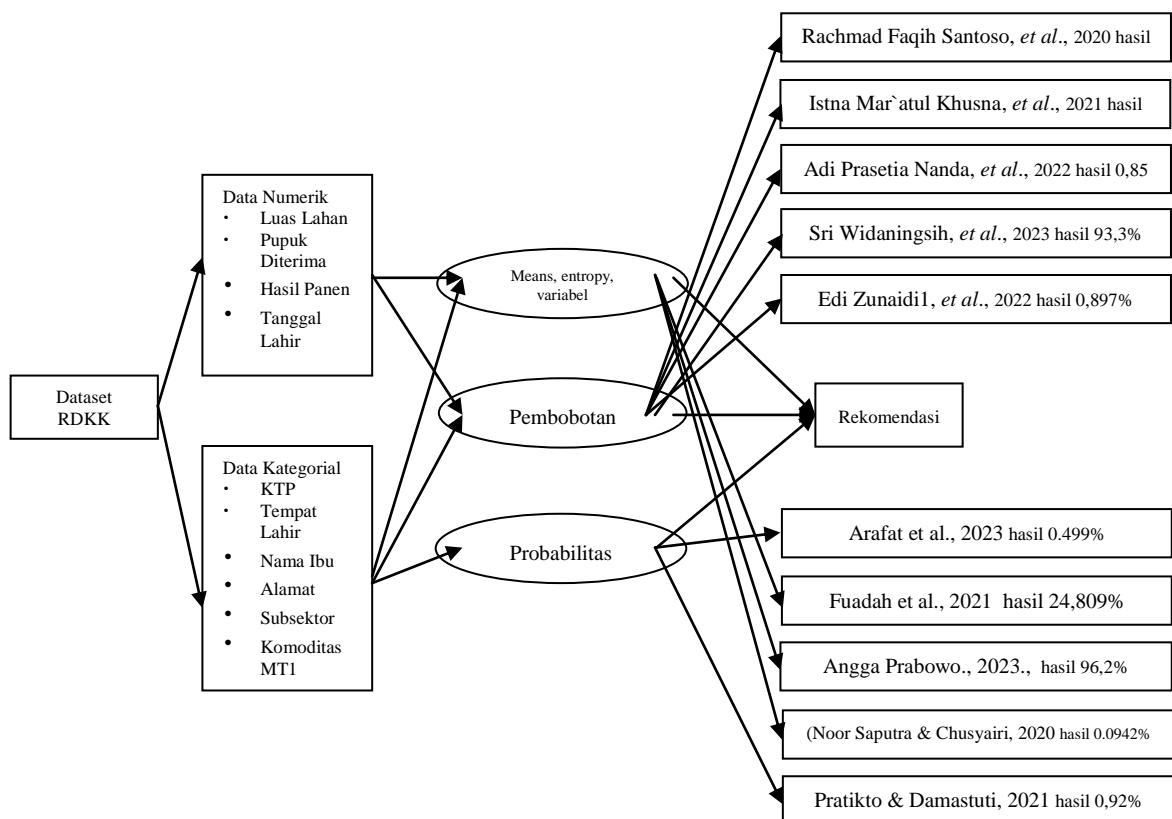 Dataset
RDKK
Data Numerik
· Luas Lahan
· Pupuk
Diterima
• Hasil Panen
• Tanggal
Lahir
Data Kategorial
· KTP
· Tempat
Lahir
• Nama Ibu
• Alamat
• Subsektor
• Komoditas
MT1
Means, entropy,
variabel
Pembobotan
Probabilitas
Rachmad Faqih Santoso, et al., 2020 hasil
Istna Mar`atul Khusna, et al., 2021 hasil
Adi Prasetia Nanda, et al., 2022 hasil 0,85
Sri Widaningsih, et al., 2023 hasil 93,3%
Edi Zunaidi1, et al., 2022 hasil 0,897%
Rekomendasi
Arafat et al., 2023 hasil 0.499%
Fuadah et al., 2021 hasil 24,809%
Angga Prabowo., 2023., hasil 96,2%
(Noor Saputra & Chusyairi, 2020 hasil 0.0942%
Pratikto & Damastuti, 2021 hasil 0,92%